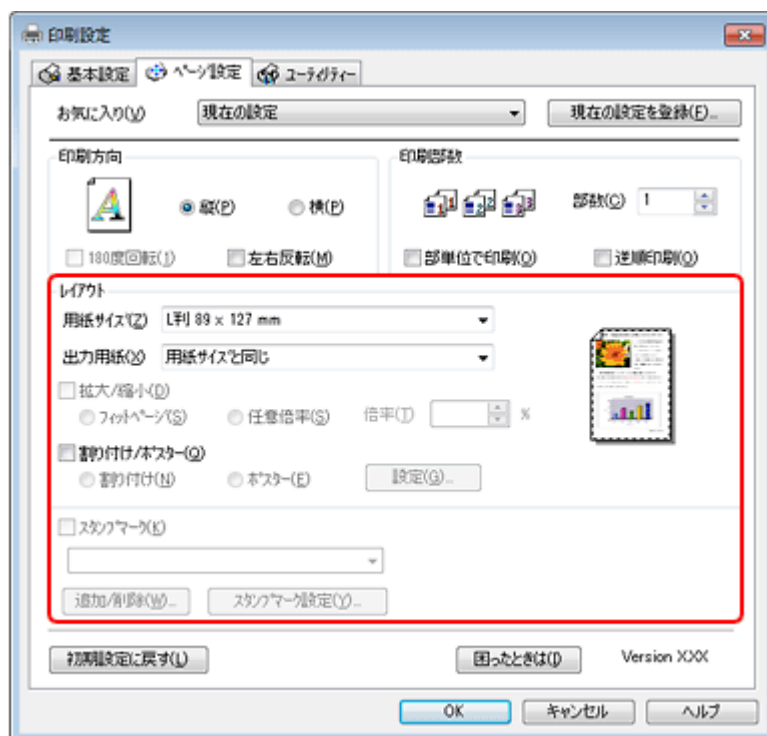 印刷設定
基本設定 ページ設定 ユーティリティー
お気に入り(V) 現在の設定 現在の設定を登録(F)...
印刷方向 印刷部数
縦(P) 横(P) 部数(C) 1
180度回転(1) 左右反転(M) 部単位で印刷(O) 逆順印刷(O)
レイアウト
用紙サイズ(Z) L判 89 x 127 mm
出力用紙(X) 用紙サイズと同じ
拡大/縮小(D)
フィットページ(S) 任意倍率(S) 倍率(T) %
割り付け/ポスター(Q)
割り付け(N) ポスター(E) 設定(G)...
スタンプマーク(K)
追加/削除(W)... スタンプマーク設定(Y)...
初期設定に戻す(L) 困ったときは(I) Version XXX
OK キャンセル ヘルプ